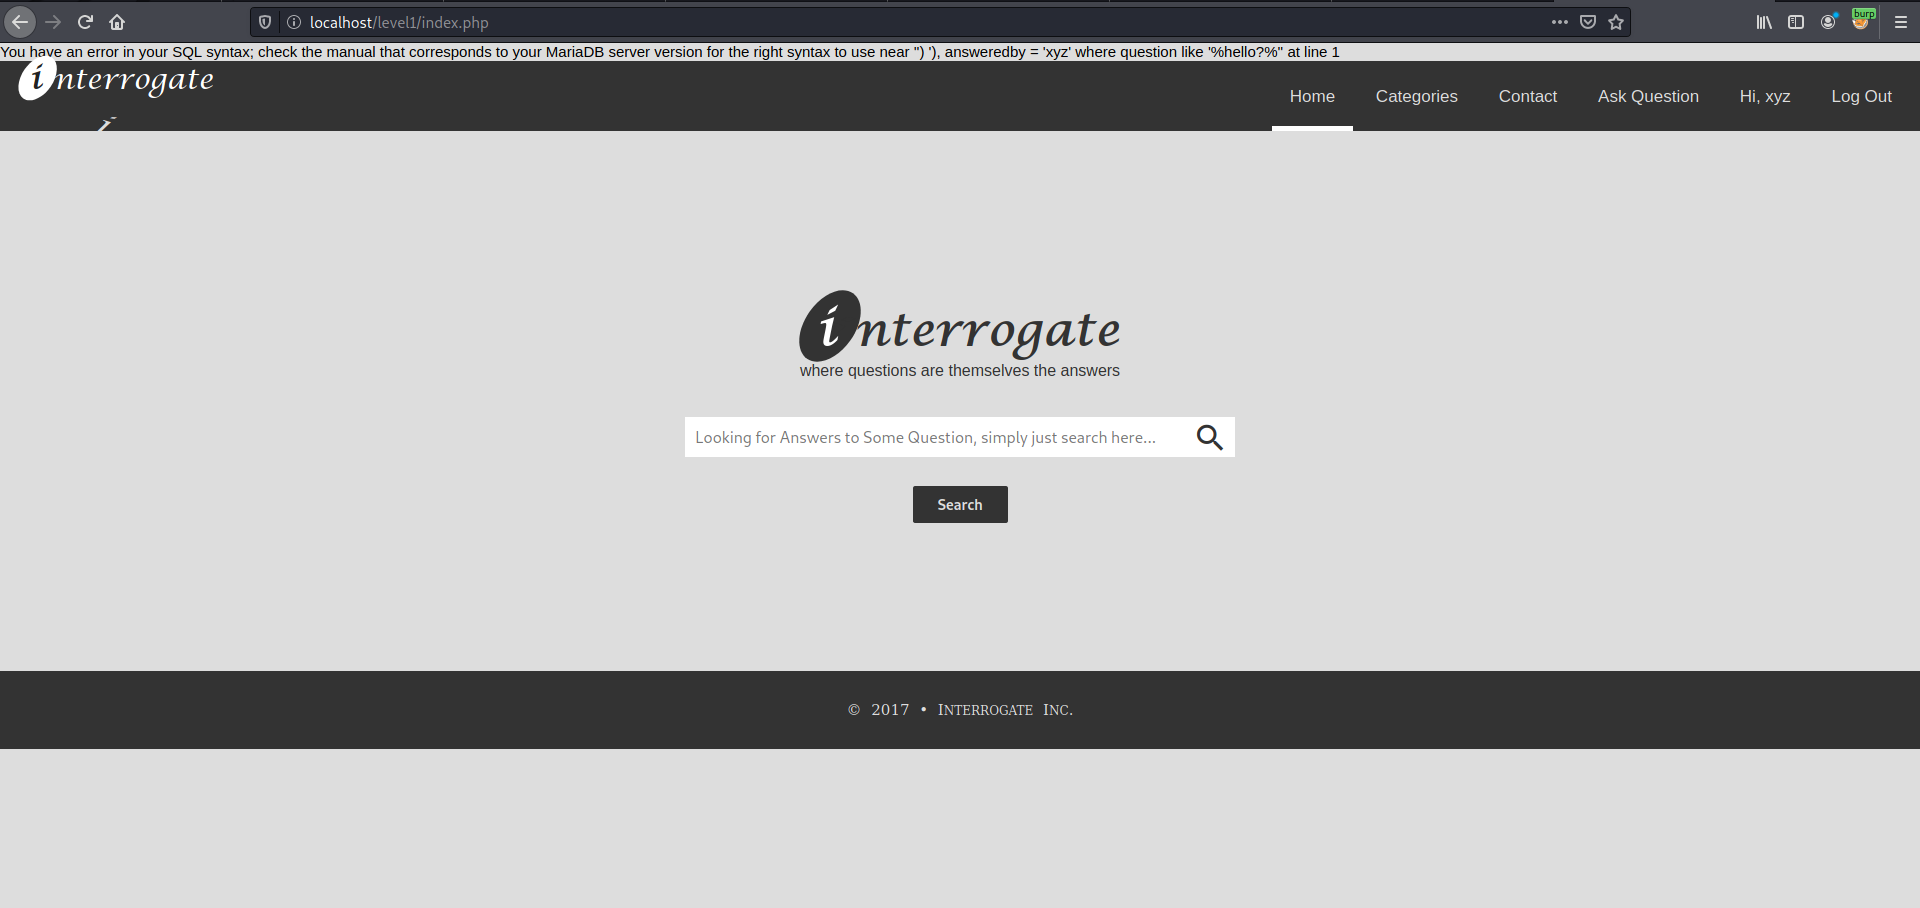 localhost/level1/index.php
burp
You have an error in your SQL syntax; check the manual that corresponds to your MariaDB server version for the right syntax to use near '') '), answeredby = 'xyz' where question like '%hello?%'' at line 1
interrogate
Home Categories Contact Ask Question Hi, xyz Log Out
i
interrogate
where questions are themselves the answers
Looking for Answers to Some Question, simply just search here...
Search
© 2017 • Interrogate Inc.